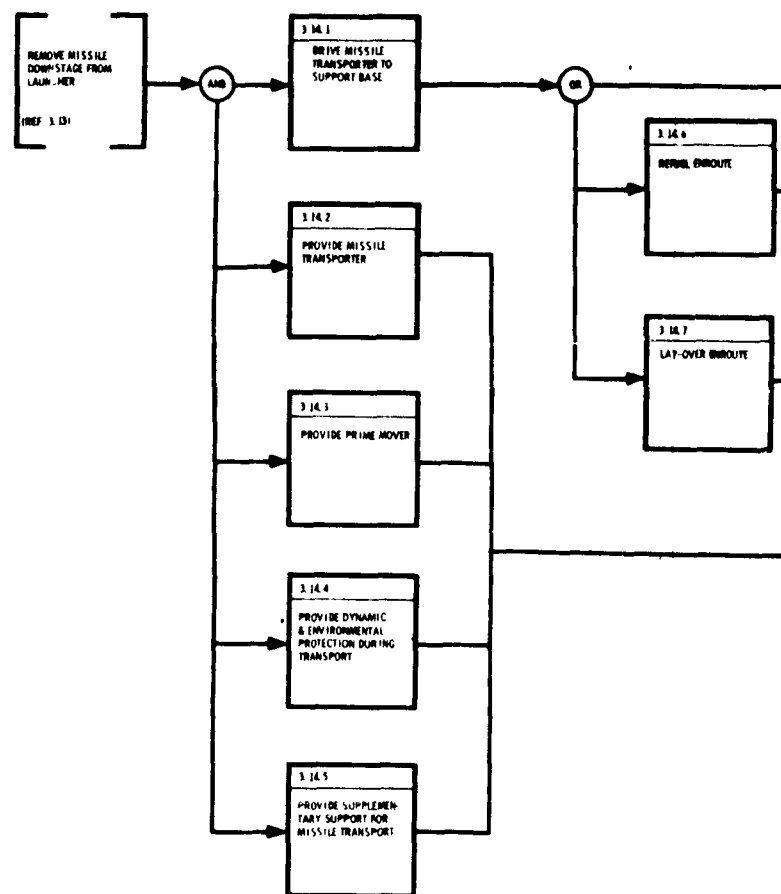 REMOVE MISSILE
DOWNSTAGE FROM
LAUNCHER
(REF 3.13)
AND
3.14.1
DRIVE MISSILE
TRANSPORTER TO
SUPPORT BASE
OR
3.14.6
REFUEL ENROUTE
3.14.2
PROVIDE MISSILE
TRANSPORTER
3.14.7
LAY-OVER ENROUTE
3.14.3
PROVIDE PRIME MOVER
3.14.4
PROVIDE DYNAMIC
& ENVIRONMENTAL
PROTECTION DURING
TRANSPORT
3.14.5
PROVIDE SUPPLEMEN-
TARY SUPPORT FOR
MISSILE TRANSPORT